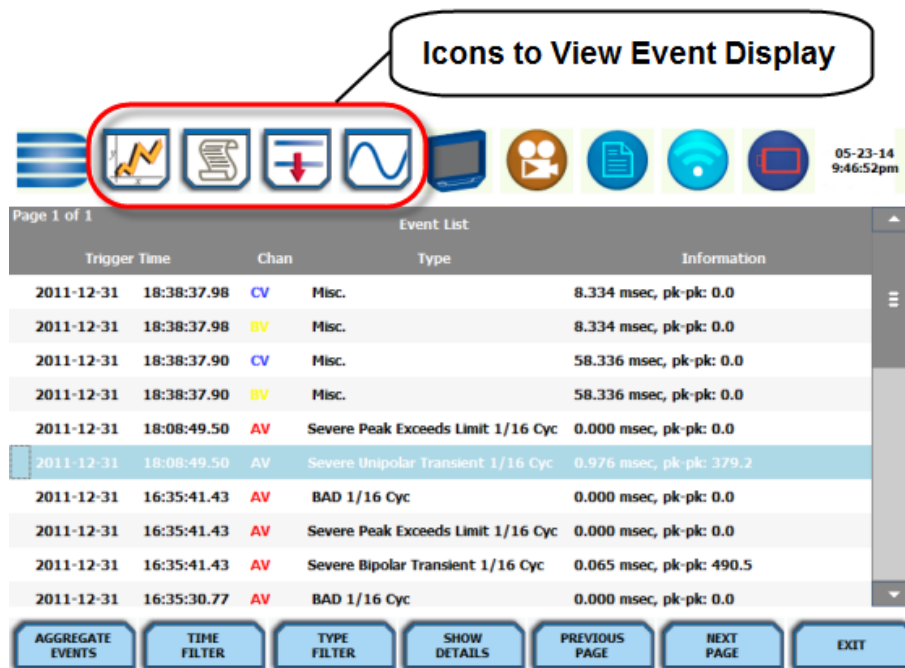 Icons to View Event Display
05-23-14
9:46:52pm
Page 1 of 1
Event List
Trigger Time Chan Type Information
2011-12-31 18:38:37.98 CV Misc. 8.334 msec, pk-pk: 0.0
2011-12-31 18:38:37.98 BV Misc. 8.334 msec, pk-pk: 0.0
2011-12-31 18:38:37.90 CV Misc. 58.336 msec, pk-pk: 0.0
2011-12-31 18:38:37.90 BV Misc. 58.336 msec, pk-pk: 0.0
2011-12-31 18:08:49.50 AV Severe Peak Exceeds Limit 1/16 Cyc 0.000 msec, pk-pk: 0.0
2011-12-31 18:08:49.50 AV Severe Unipolar Transient 1/16 Cyc 0.976 msec, pk-pk: 379.2
2011-12-31 16:35:41.43 AV BAD 1/16 Cyc 0.000 msec, pk-pk: 0.0
2011-12-31 16:35:41.43 AV Severe Peak Exceeds Limit 1/16 Cyc 0.000 msec, pk-pk: 0.0
2011-12-31 16:35:41.43 AV Severe Bipolar Transient 1/16 Cyc 0.065 msec, pk-pk: 490.5
2011-12-31 16:35:30.77 AV BAD 1/16 Cyc 0.000 msec, pk-pk: 0.0
AGGREGATE
EVENTS
TIME
FILTER
TYPE
FILTER
SHOW
DETAILS
PREVIOUS
PAGE
NEXT
PAGE
EXIT